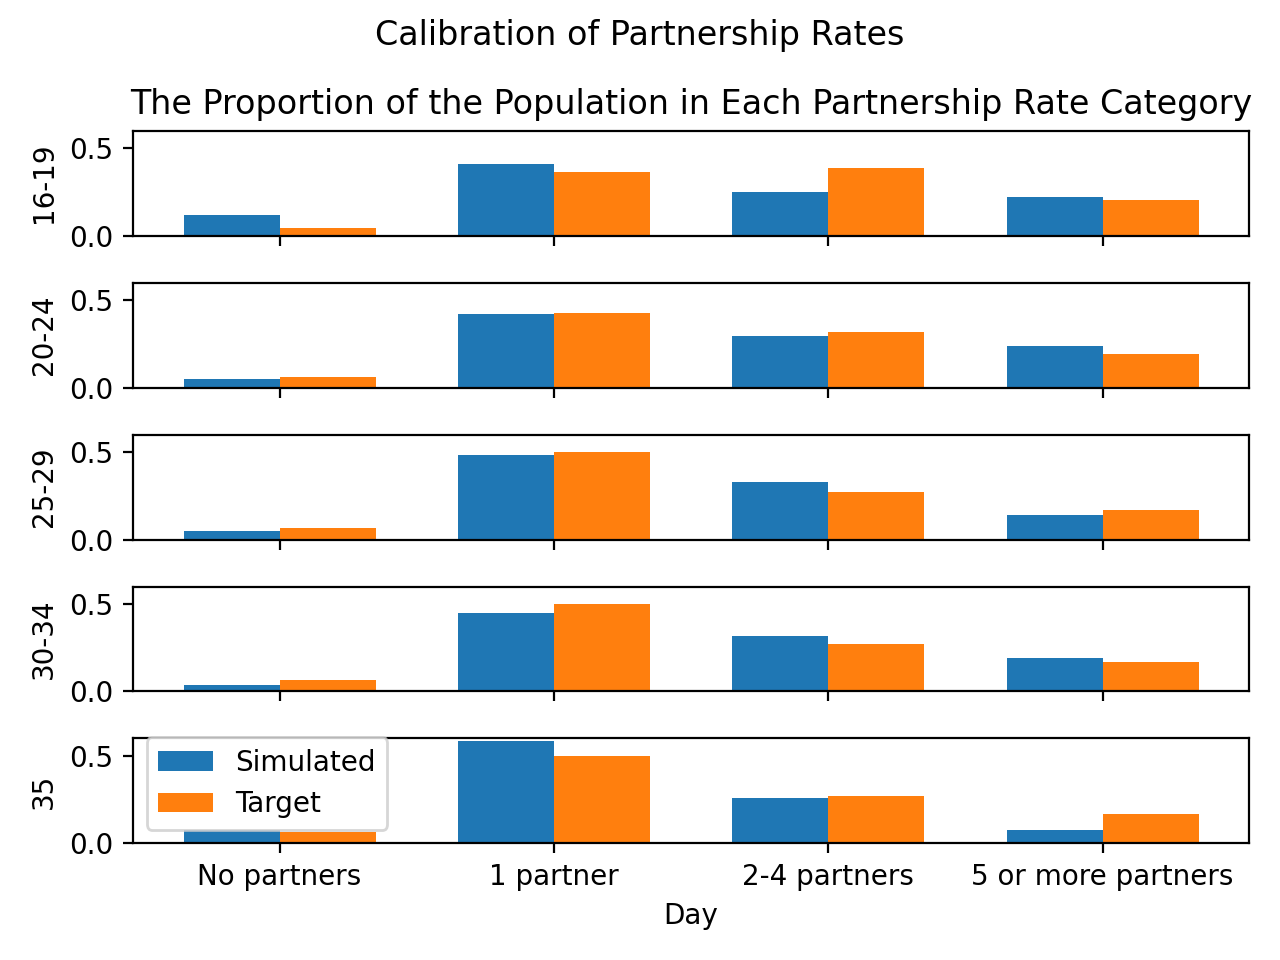 Calibration of Partnership Rates
The Proportion of the Population in Each Partnership Rate Category
0.5
16-19
0.0
0.5
20-24
0.0
0.5
25-29
0.0
0.5
30-34
0.0
0.5
35
0.0
Simulated
Target
No partners
1 partner
2-4 partners
5 or more partners
Day